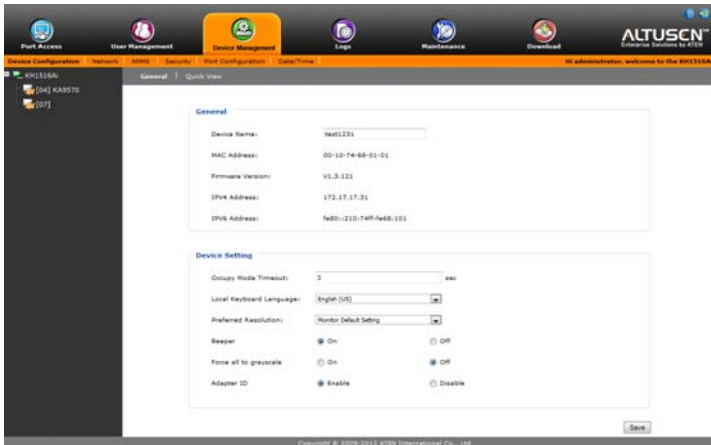 Port Access User Management Device Management Logs Maintenance Download
ALTUSCN™
Enterprise Solutions by ATEN
Device Configuration Network ANMS Security Port Configuration Date/Time
Hi administrator, welcome to the KH1516A
KH1516Ai
[04] KA9570
[07]
General | Quick View
General
Device Name: test1231
MAC Address: 00-10-74-68-01-01
Firmware Version: V1.3.121
IPV4 Address: 172.17.17.31
IPV6 Address: fe80::210:74ff:fe68:101
Device Setting
Occupy Mode Timeout: 3 sec
Local Keyboard Language: English (US)
Preferred Resolution: Monitor Default Setting
Beeper On Off
Force all to grayscale On Off
Adapter ID Enable Disable
Save
Copyright © 2009-2012 ATEN International Co., Ltd.